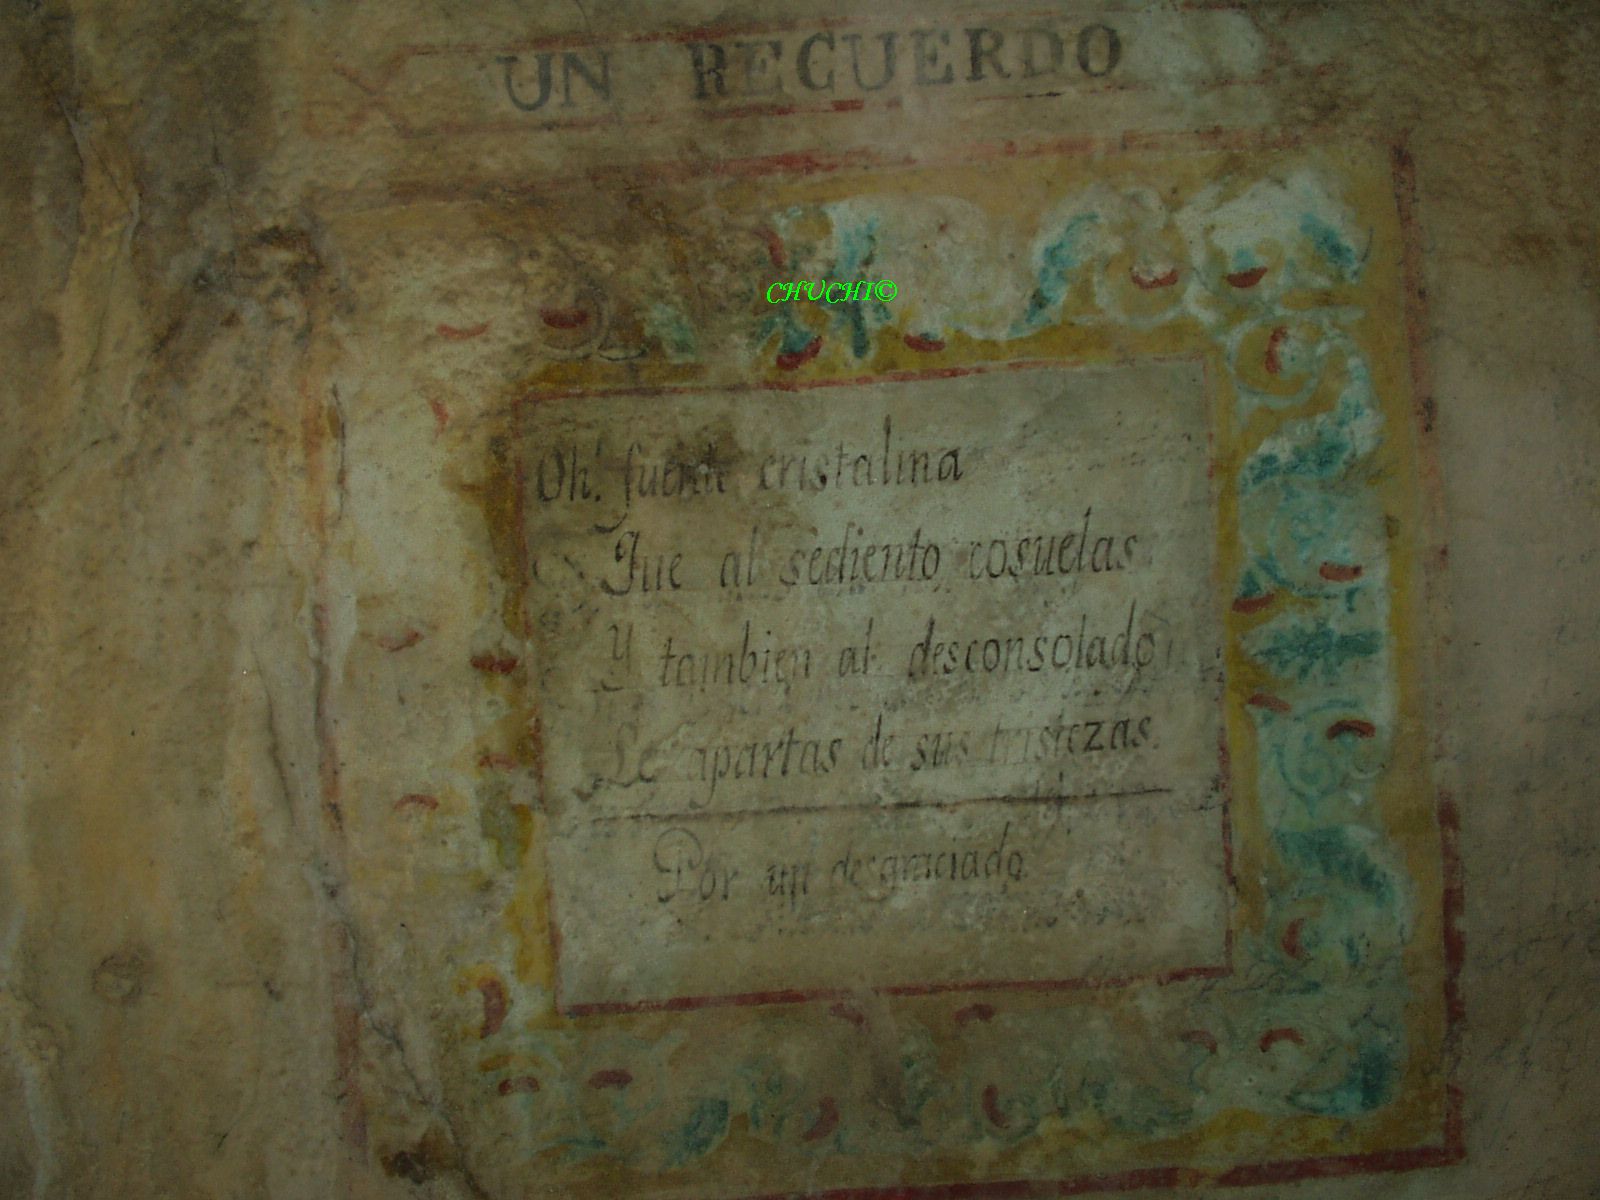 UN RECUERDO
CHUCHI©
Oh! fuente cristalina
Que al sediento cosuelas
Y tambien al desconsolado
Le apartas de sus tristezas.
Por un desgraciado